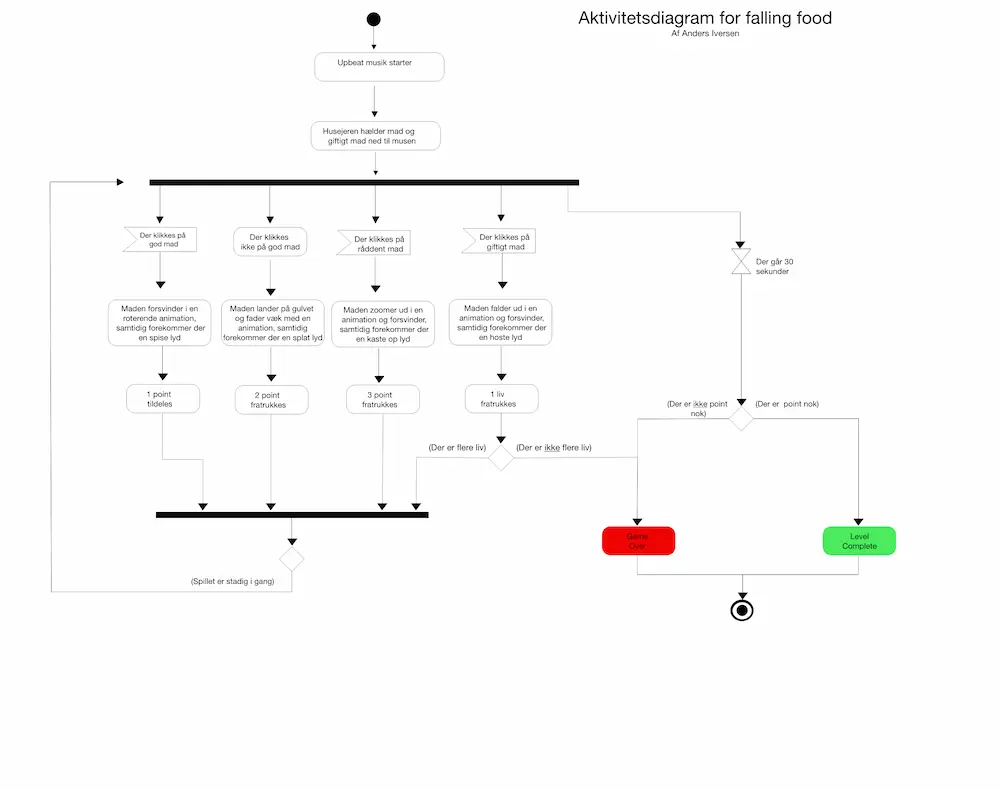 Aktivitetsdiagram for falling food
Af Anders Iversen
Upbeat musik starter
Husejeren hælder mad og
giftigt mad ned til musen
Der klikkes på
god mad
Der klikkes
ikke på god mad
Der klikkes på
råddent mad
Der klikkes på
giftigt mad
Der går 30
sekunder
Maden forsvinder i en
roterende animation,
samtidig forekommer der
en spise lyd
Maden lander på gulvet
og fader væk med en
animation, samtidig
forekommer der en splat lyd
Maden zoomer ud i en
animation og forsvinder,
samtidig forekommer der
en kaste op lyd
Maden falder ud i en
animation og forsvinder,
samtidig forekommer der
en hoste lyd
1 point
tildeles
2 point
fratrukkes
3 point
fratrukkes
1 liv
fratrukkes
(Der er ikke point
nok)
(Der er point nok)
(Der er flere liv)
(Der er ikke flere liv)
Game
Over
Level
Complete
(Spillet er stadig i gang)